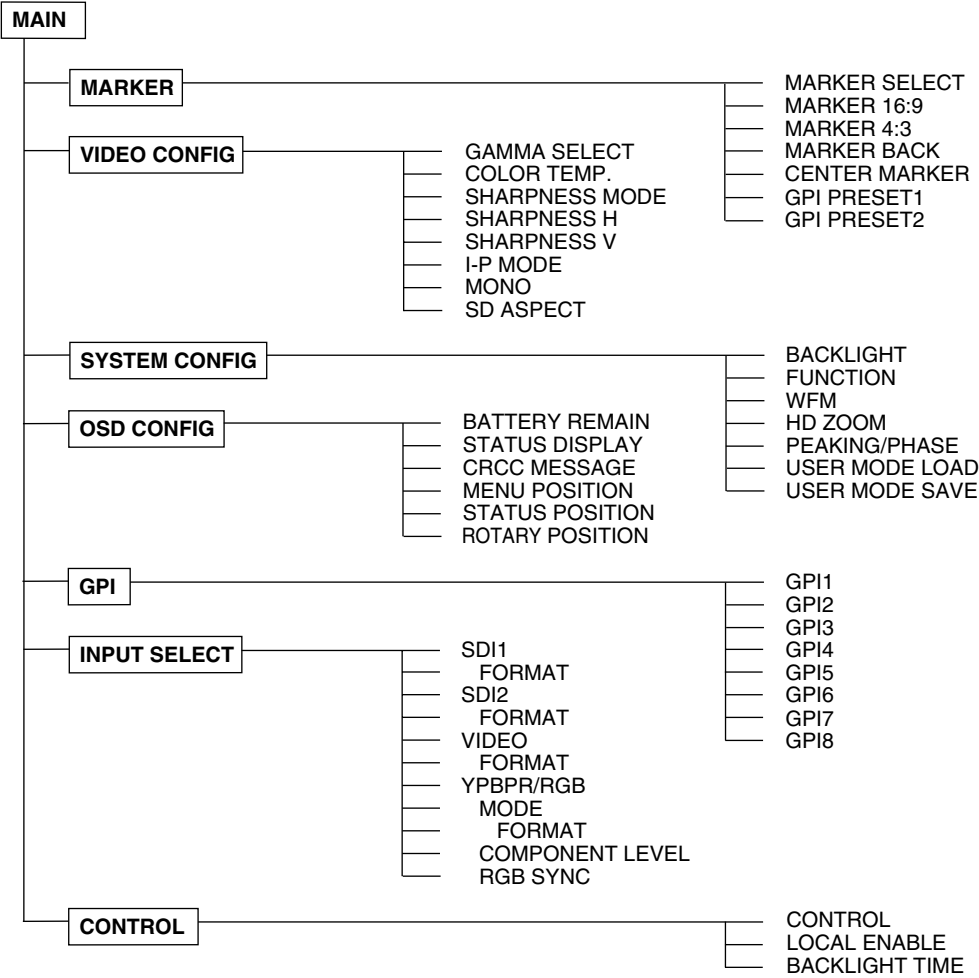 MAIN
MARKER
MARKER SELECT
MARKER 16:9
MARKER 4:3
MARKER BACK
CENTER MARKER
GPI PRESET1
GPI PRESET2
VIDEO CONFIG
GAMMA SELECT
COLOR TEMP.
SHARPNESS MODE
SHARPNESS H
SHARPNESS V
I-P MODE
MONO
SD ASPECT
SYSTEM CONFIG
BACKLIGHT
FUNCTION
WFM
HD ZOOM
PEAKING/PHASE
USER MODE LOAD
USER MODE SAVE
OSD CONFIG
BATTERY REMAIN
STATUS DISPLAY
CRCC MESSAGE
MENU POSITION
STATUS POSITION
ROTARY POSITION
GPI
GPI1
GPI2
GPI3
GPI4
GPI5
GPI6
GPI7
GPI8
INPUT SELECT
SDI1
FORMAT
SDI2
FORMAT
VIDEO
FORMAT
YPBPR/RGB
MODE
FORMAT
COMPONENT LEVEL
RGB SYNC
CONTROL
CONTROL
LOCAL ENABLE
BACKLIGHT TIME